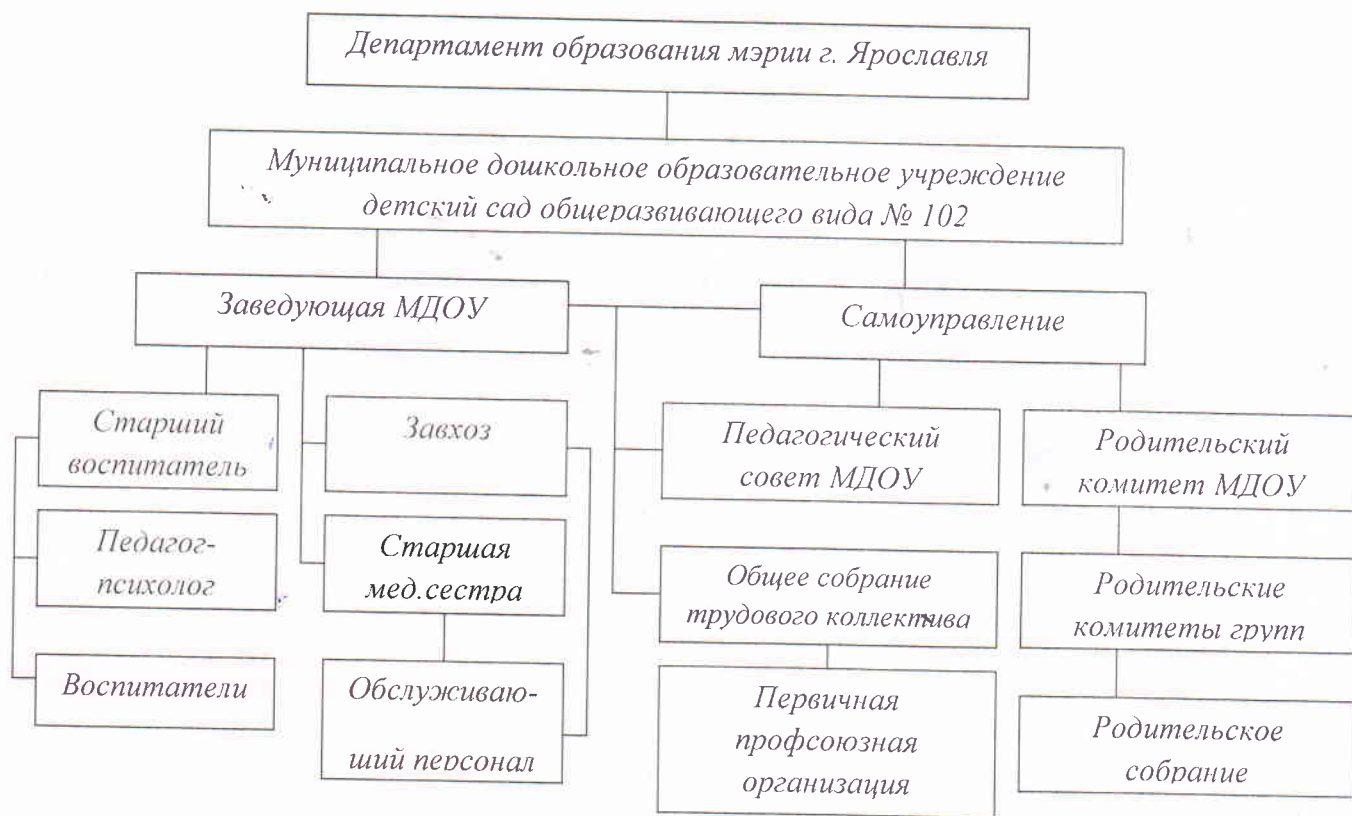 Департамент образования мэрии г. Ярославля
Муниципальное дошкольное образовательное учреждение
детский сад общеразвивающего вида № 102
Заведующая МДОУ
Самоуправление
Старший
воспитатель
Завхоз
Педагогический
совет МДОУ
Родительский
комитет МДОУ
Педагог-
психолог
Старшая
мед.сестра
Общее собрание
трудового коллектива
Родительские
комитеты групп
Воспитатели
Обслуживаю-
ший персонал
Первичная
профсоюзная
организация
Родительское
собрание